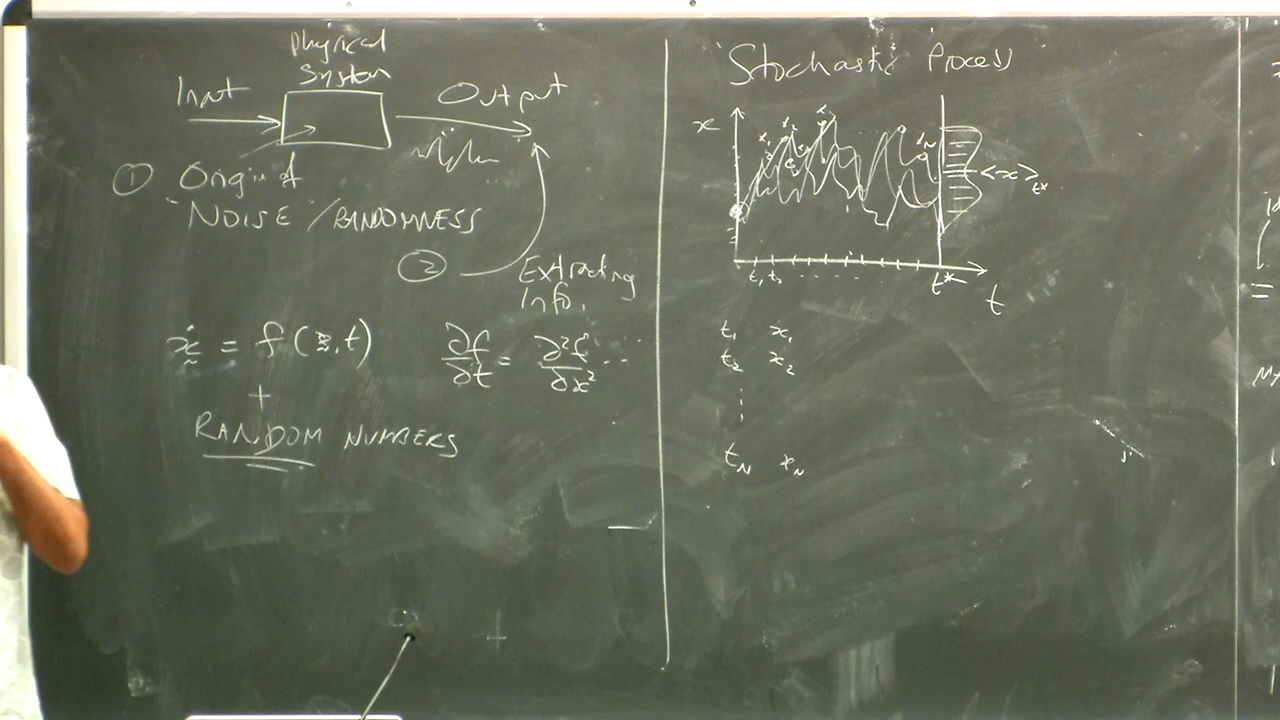 Physical
System
Input
Output
① Origin of
"NOISE"/RANDOMNESS
②
Extracting
Info.
ẋ = f(x,t)
+
RANDOM NUMBERS
∂f/∂t = ∂²f/∂x² ...
Stochastic Process
x
<x>t*
t₁ t₂ ......
t*
t
t₁ x₁
t₂ x₂
⋮
t_N x_N